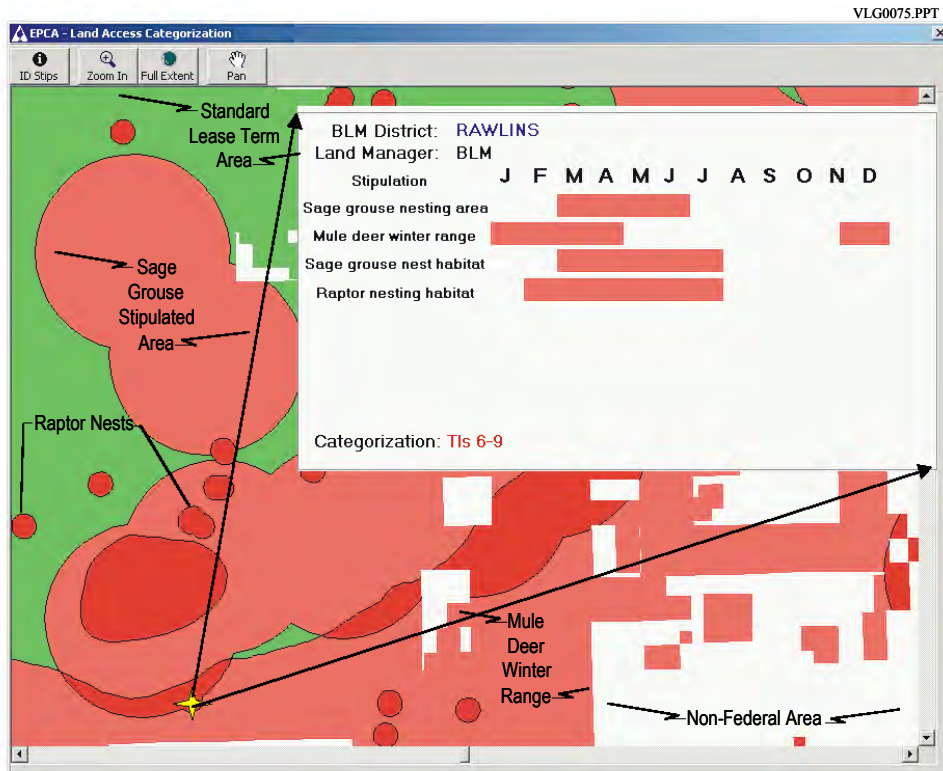 VLG0075.PPT
EPCA - Land Access Categorization
ID Stips
Zoom In
Full Extent
Pan
Standard
Lease Term
Area
BLM District: RAWLINS
Land Manager: BLM
Stipulation J F M A M J J A S O N D
Sage grouse nesting area
Mule deer winter range
Sage grouse nest habitat
Raptor nesting habitat
Categorization: Tls 6-9
Sage
Grouse
Stipulated
Area
Raptor Nests
Mule
Deer
Winter
Range
Non-Federal Area